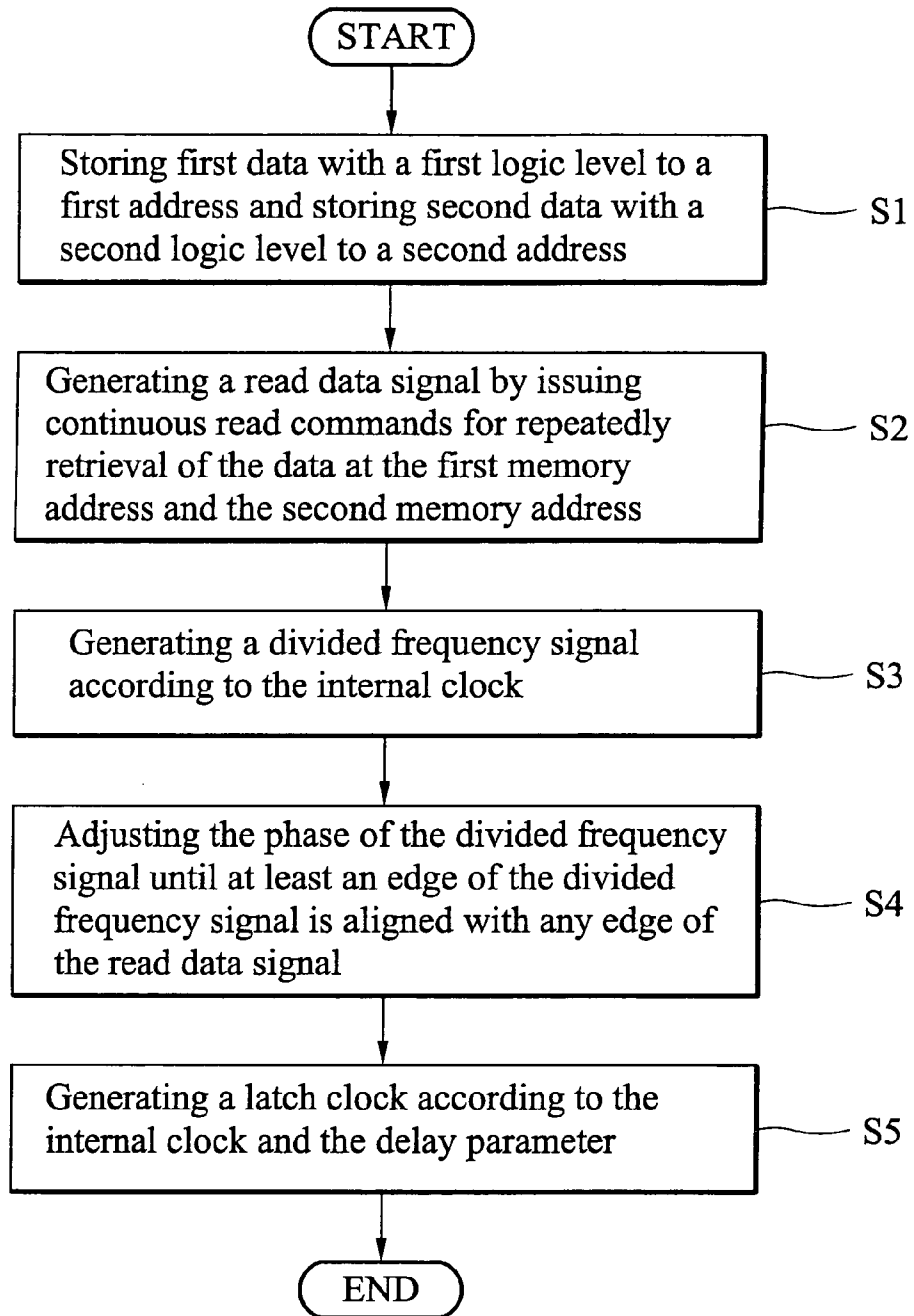 START
Storing first data with a first logic level to a
first address and storing second data with a
second logic level to a second address
S1
Generating a read data signal by issuing
continuous read commands for repeatedly
retrieval of the data at the first memory
address and the second memory address
S2
Generating a divided frequency signal
according to the internal clock
S3
Adjusting the phase of the divided frequency
signal until at least an edge of the divided
frequency signal is aligned with any edge of
the read data signal
S4
Generating a latch clock according to the
internal clock and the delay parameter
S5
END